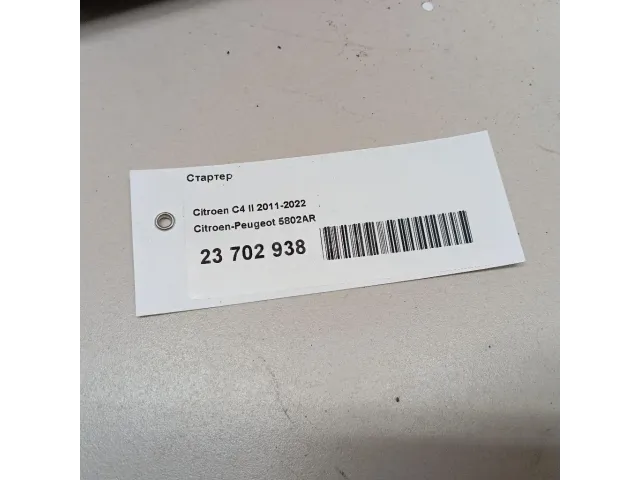 Стартер
Citroen C4 II 2011-2022
Citroen-Peugeot 5802AR
23 702 938